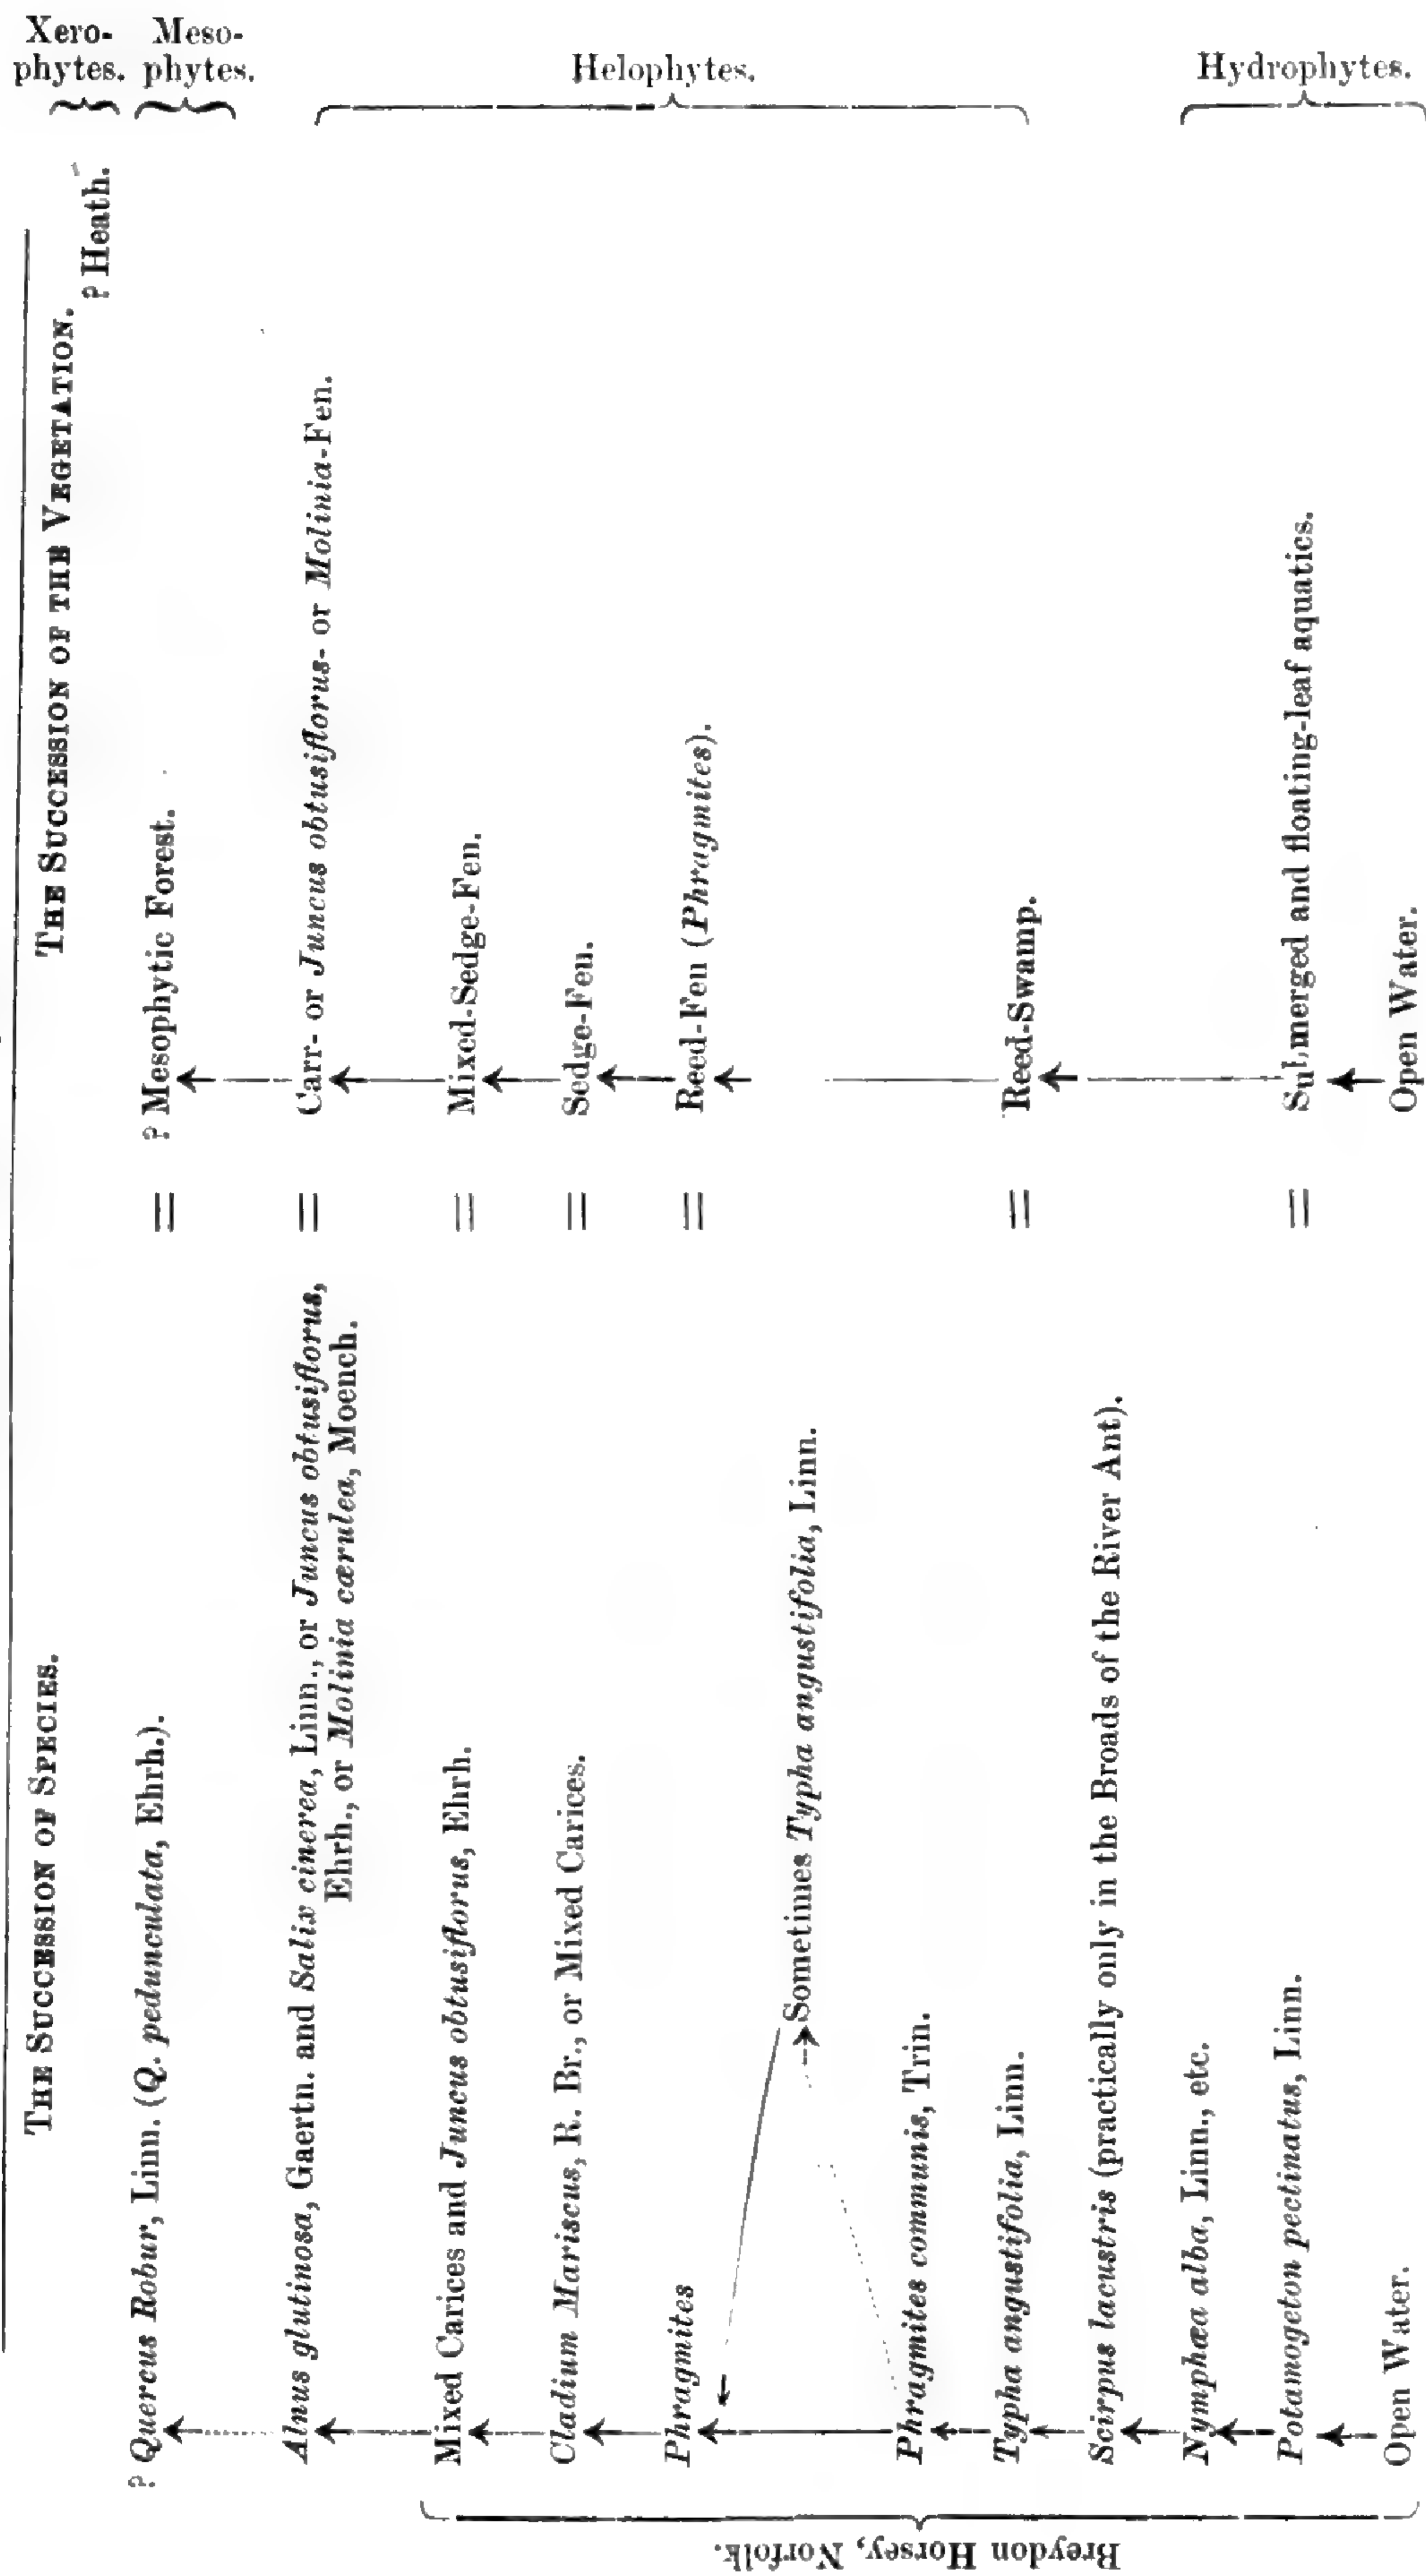 THE SUCCESSION OF SPECIES.
? Quercus Robur, Linn. (Q. pedunculata, Ehrh.).
Alnus glutinosa, Gaertn. and Salix cinerea, Linn., or Juncus obtusiflorus,
Ehrh., or Molinia cærulea, Moench.
Mixed Carices and Juncus obtusiflorus, Ehrh.
Cladium Mariscus, R. Br., or Mixed Carices.
Phragmites
Sometimes Typha angustifolia, Linn.
Phragmites communis, Trin.
Typha angustifolia, Linn.
Scirpus lacustris (practically only in the Broads of the River Ant).
Nymphæa alba, Linn., etc.
Potamogeton pectinatus, Linn.
Open Water.
Breydon Horsey, Norfolk.
=
=
=
=
=
=
=
THE SUCCESSION OF THE VEGETATION.
? Heath.
? Mesophytic Forest.
Carr- or Juncus obtusiflorus- or Molinia-Fen.
Mixed-Sedge-Fen.
Sedge-Fen.
Reed-Fen (Phragmites).
Reed-Swamp.
Submerged and floating-leaf aquatics.
Open Water.
Xero-
phytes.
Meso-
phytes.
Helophytes.
Hydrophytes.